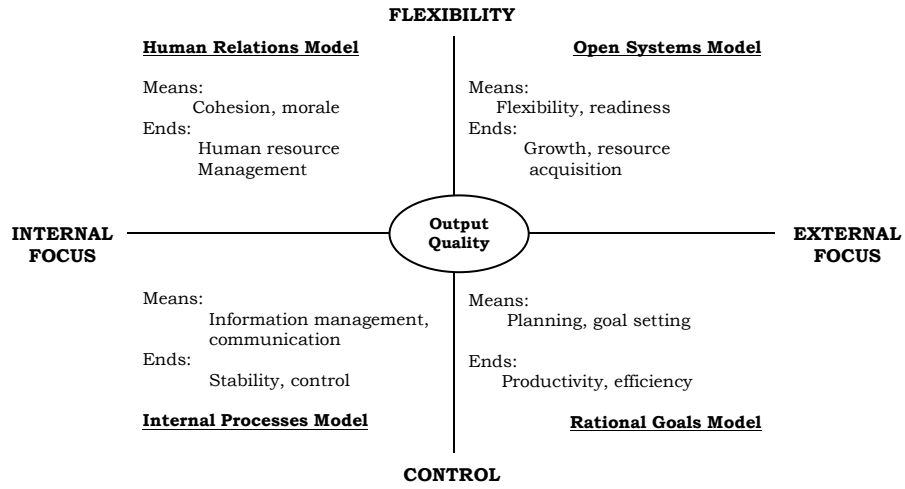 FLEXIBILITY
Human Relations Model
Means:
Cohesion, morale
Ends:
Human resource
Management
Open Systems Model
Means:
Flexibility, readiness
Ends:
Growth, resource
acquisition
INTERNAL
FOCUS
Output
Quality
EXTERNAL
FOCUS
Means:
Information management,
communication
Ends:
Stability, control
Internal Processes Model
Means:
Planning, goal setting
Ends:
Productivity, efficiency
Rational Goals Model
CONTROL